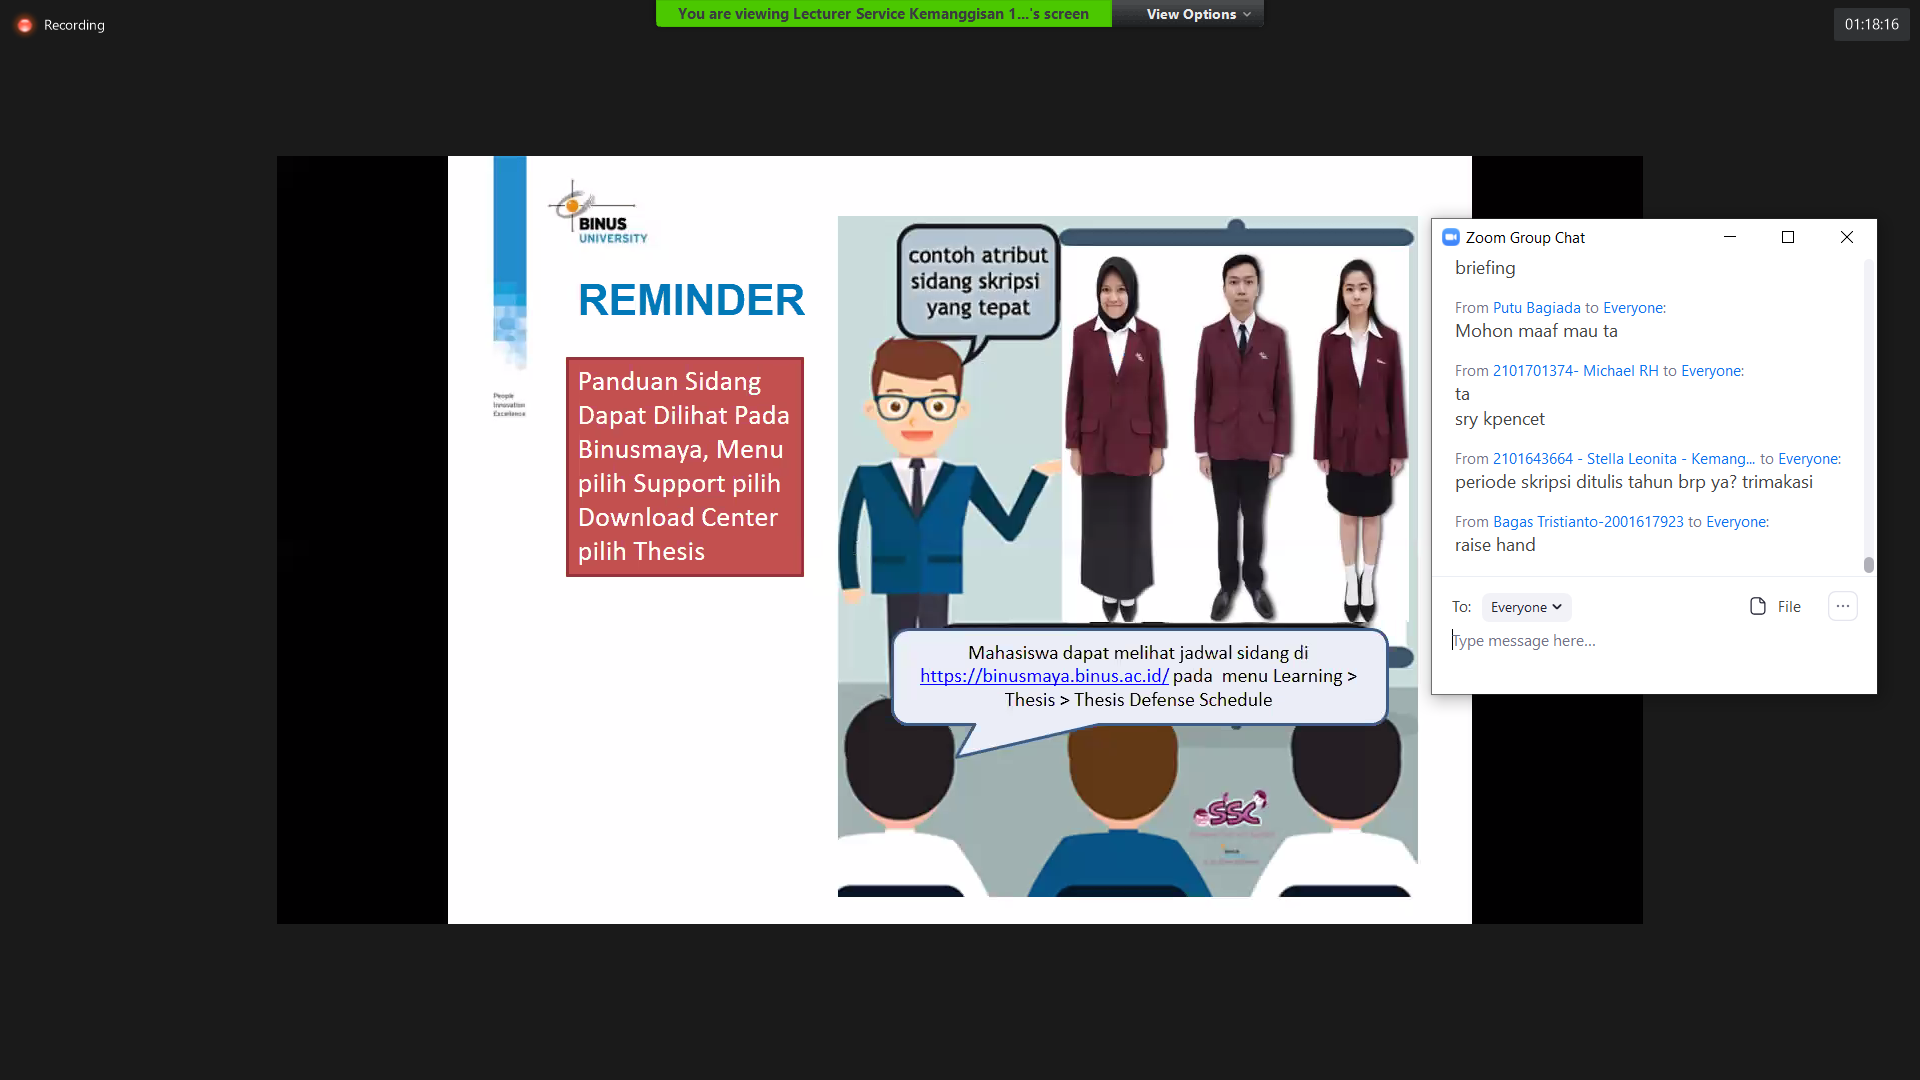 Recording
You are viewing Lecturer Service Kemanggisan 1...'s screen
View Options
01:18:16
BINUS
UNIVERSITY
REMINDER
People
Innovation
Excellence
Panduan Sidang
Dapat Dilihat Pada
Binusmaya, Menu
pilih Support pilih
Download Center
pilih Thesis
contoh atribut
sidang skripsi
yang tepat
Mahasiswa dapat melihat jadwal sidang di
https://binusmaya.binus.ac.id/ pada menu Learning >
Thesis > Thesis Defense Schedule
SSC
Zoom Group Chat
briefing
From Putu Bagiada to Everyone:
Mohon maaf mau ta
From 2101701374- Michael RH to Everyone:
ta
sry kpencet
From 2101643664 - Stella Leonita - Kemang... to Everyone:
periode skripsi ditulis tahun brp ya? trimakasi
From Bagas Tristianto-2001617923 to Everyone:
raise hand
To: Everyone
File
...
Type message here...